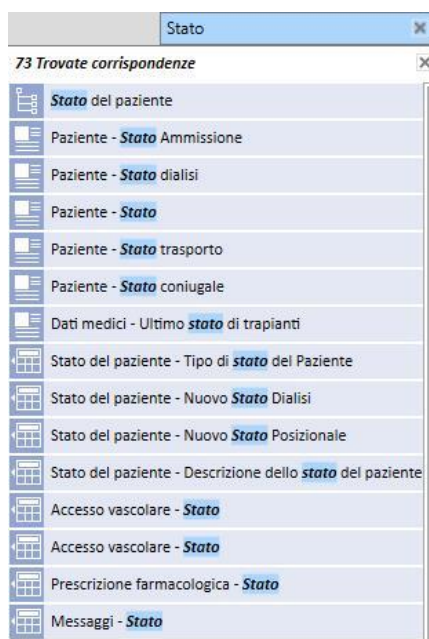 Stato
73 Trovate corrispondenze
Stato del paziente
Paziente - Stato Ammissione
Paziente - Stato dialisi
Paziente - Stato
Paziente - Stato trasporto
Paziente - Stato coniugale
Dati medici - Ultimo stato di trapianti
Stato del paziente - Tipo di stato del Paziente
Stato del paziente - Nuovo Stato Dialisi
Stato del paziente - Nuovo Stato Posizionale
Stato del paziente - Descrizione dello stato del paziente
Accesso vascolare - Stato
Accesso vascolare - Stato
Prescrizione farmacologica - Stato
Messaggi - Stato